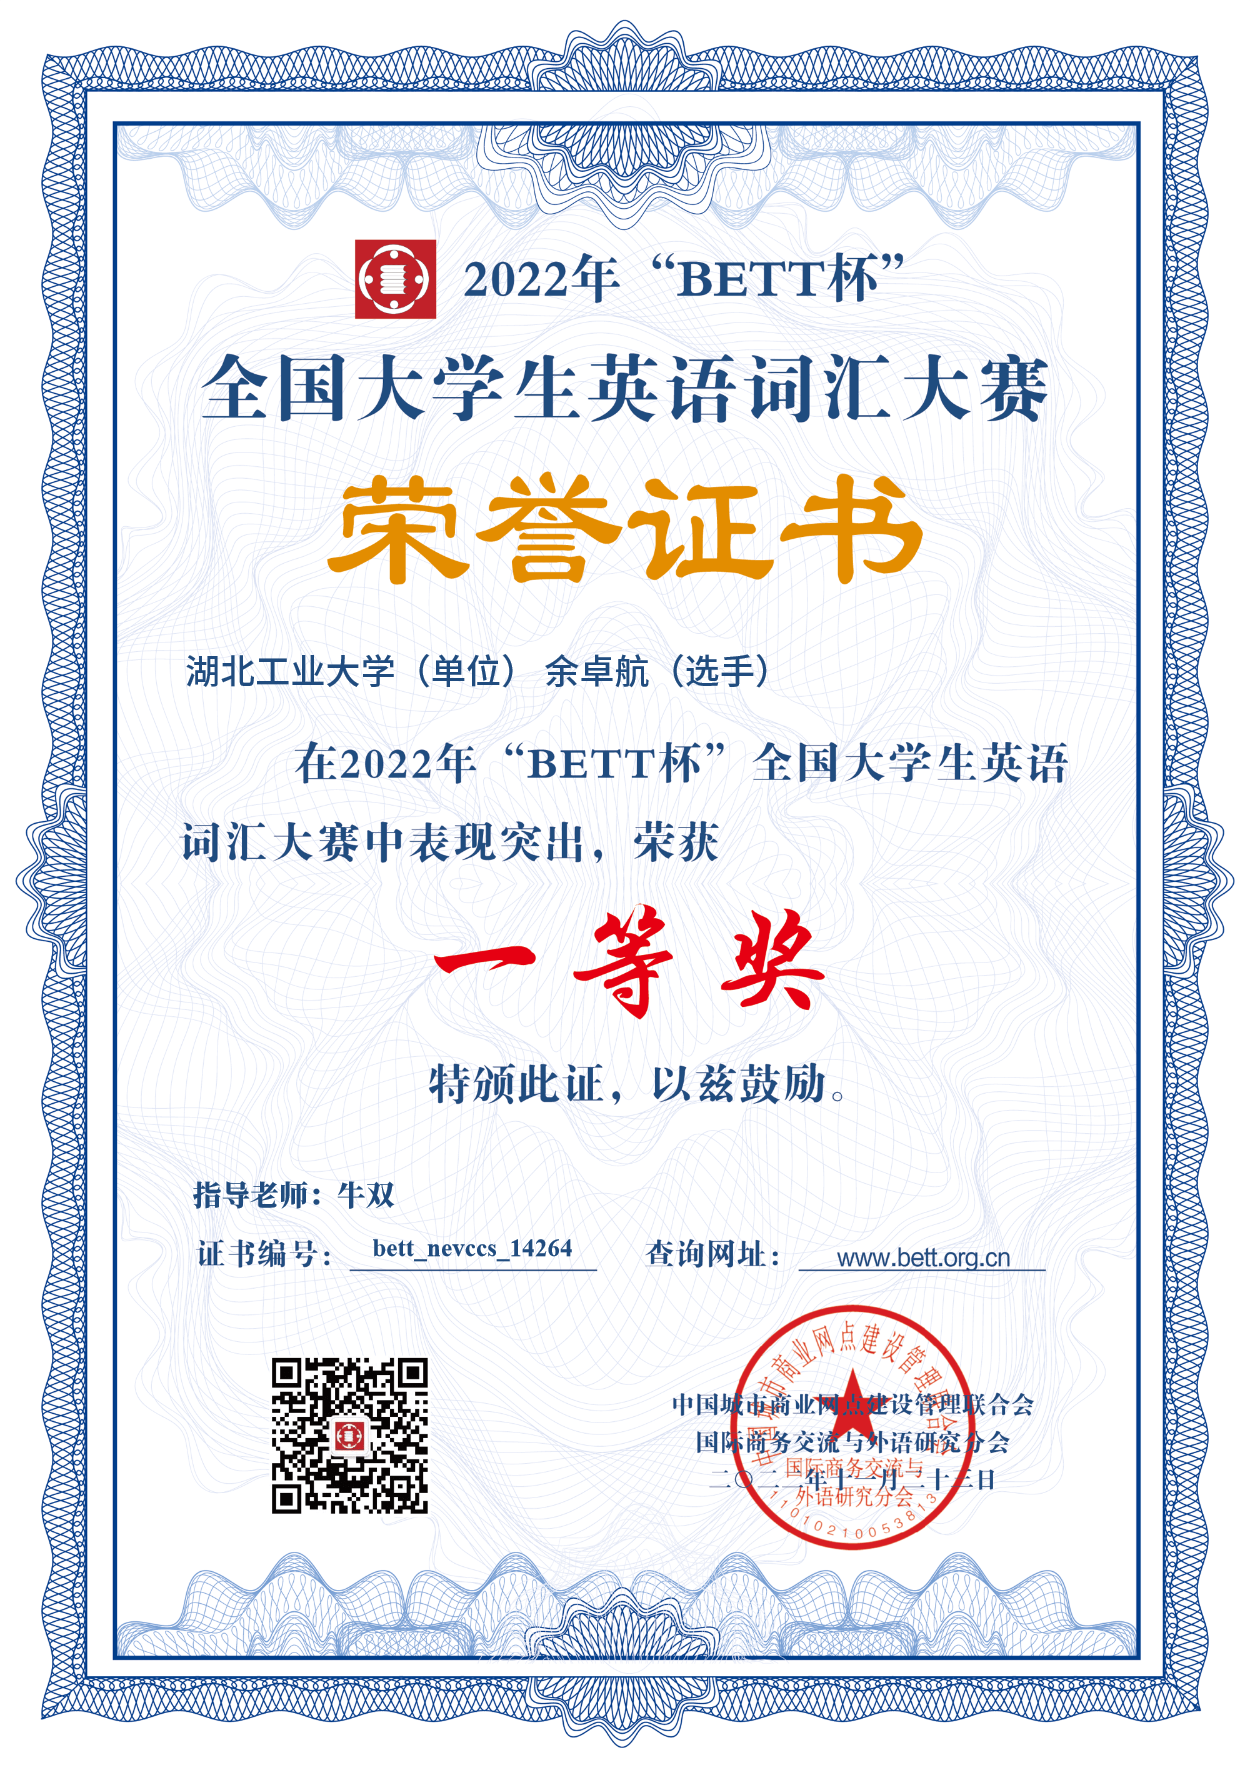 2022年“BETT杯”
全国大学生英语词汇大赛
荣誉证书
湖北工业大学（单位） 余卓航（选手）
在2022年“BETT杯”全国大学生英语
词汇大赛中表现突出，荣获
一等奖
特颁此证，以兹鼓励。
指导老师：牛双
证书编号： bett_nevccs_14264 查询网址： www.bett.org.cn
中国城市商业网点建设管理联合会
中国城市商业网点建设管理联合会
国际商务交流与外语研究分会
二〇二二年十一月二十三日
国际商务交流与
外语研究分会
11010210053813